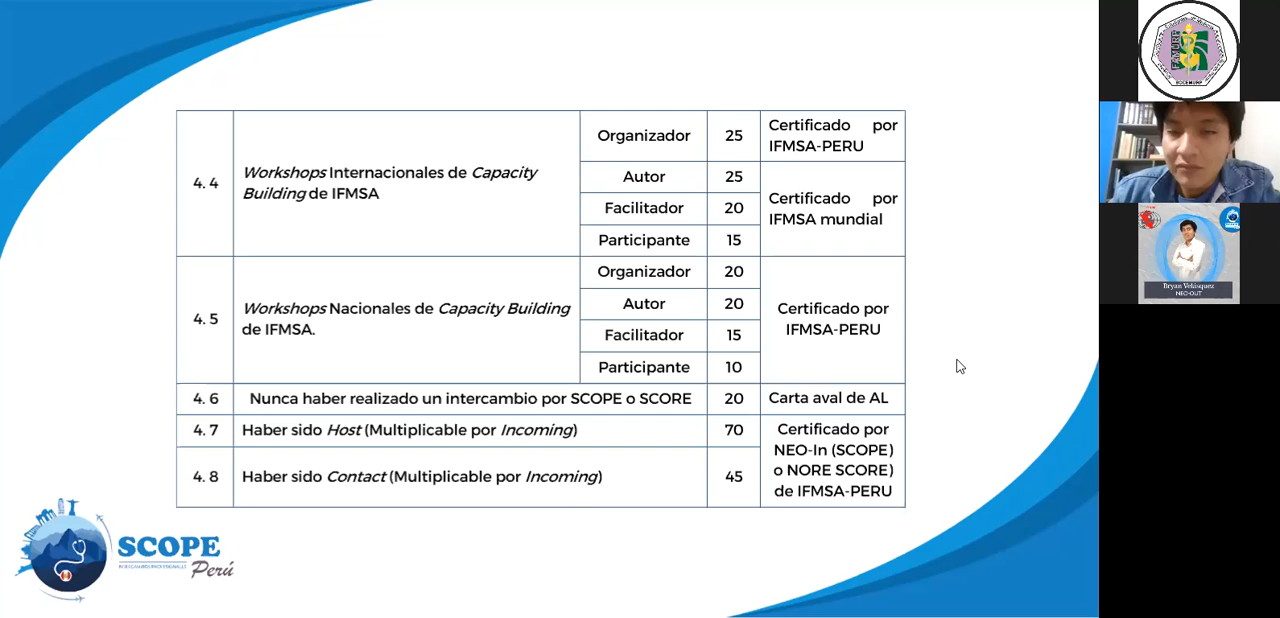 4. 4
Workshops Internacionales de Capacity
Building de IFMSA
Organizador
25
Certificado por
IFMSA-PERU
Autor
25
Facilitador
20
Participante
15
Certificado por
IFMSA mundial
4. 5
Workshops Nacionales de Capacity Building
de IFMSA.
Organizador
20
Autor
20
Facilitador
15
Participante
10
Certificado por
IFMSA-PERU
4. 6
Nunca haber realizado un intercambio por SCOPE o SCORE
20
Carta aval de AL
4. 7
Haber sido Host (Multiplicable por Incoming)
70
4. 8
Haber sido Contact (Multiplicable por Incoming)
45
Certificado por
NEO-In (SCOPE)
o NORE SCORE)
de IFMSA-PERU
SCOPE
Perú
FAMURP
SOCEMURP
Bryan Velásquez
NEO-OUT